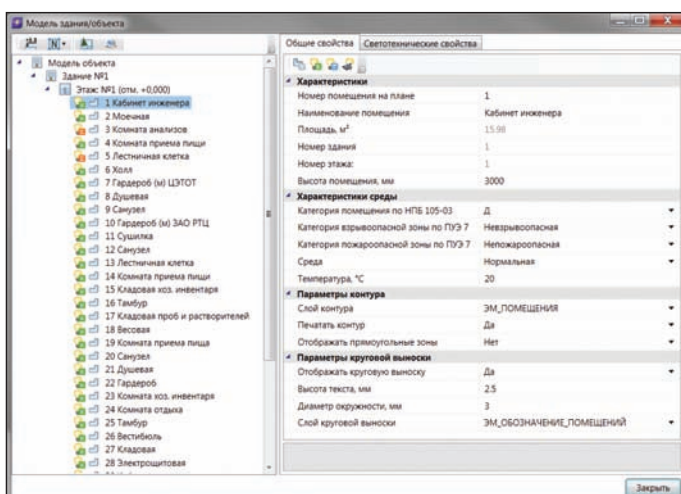 Модель здания/объекта
Модель объекта
Здание №1
Этаж: №1 (отм. +0,000)
1 Кабинет инженера
2 Моечная
3 Комната анализов
4 Комната приема пищи
5 Лестничная клетка
6 Холл
7 Гардероб (м) ЦЭТОТ
8 Душевая
9 Санузел
10 Гардероб (м) ЗАО РТЦ
11 Сушилка
12 Санузел
13 Лестничная клетка
14 Комната приема пищи
15 Кладовая хоз. инвентаря
16 Тамбур
17 Кладовая проб и растворителей
18 Весовая
19 Комната приема пища
20 Санузел
21 Душевая
22 Гардероб
23 Комната хоз. инвентаря
24 Комната отдыха
25 Тамбур
26 Вестибюль
27 Кладовая
28 Электрощитовая
Общие свойства Светотехнические свойства
Характеристики
Номер помещения на плане 1
Наименование помещения Кабинет инженера
Площадь, м² 15.98
Номер здания 1
Номер этажа: 1
Высота помещения, мм 3000
Характеристики среды
Категория помещения по НПБ 105-03 Д
Категория взрывоопасной зоны по ПУЭ 7 Невзрывоопасная
Категория пожароопасной зоны по ПУЭ 7 Непожароопасная
Среда Нормальная
Температура, °С 20
Параметры контура
Слой контура ЭМ_ПОМЕЩЕНИЯ
Печатать контур Да
Отображать прямоугольные зоны Нет
Параметры круговой выноски
Отображать круговую выноску Да
Высота текста, мм 2.5
Диаметр окружности, мм 3
Слой круговой выноски ЭМ_ОБОЗНАЧЕНИЕ_ПОМЕЩЕНИЙ
Закрыть